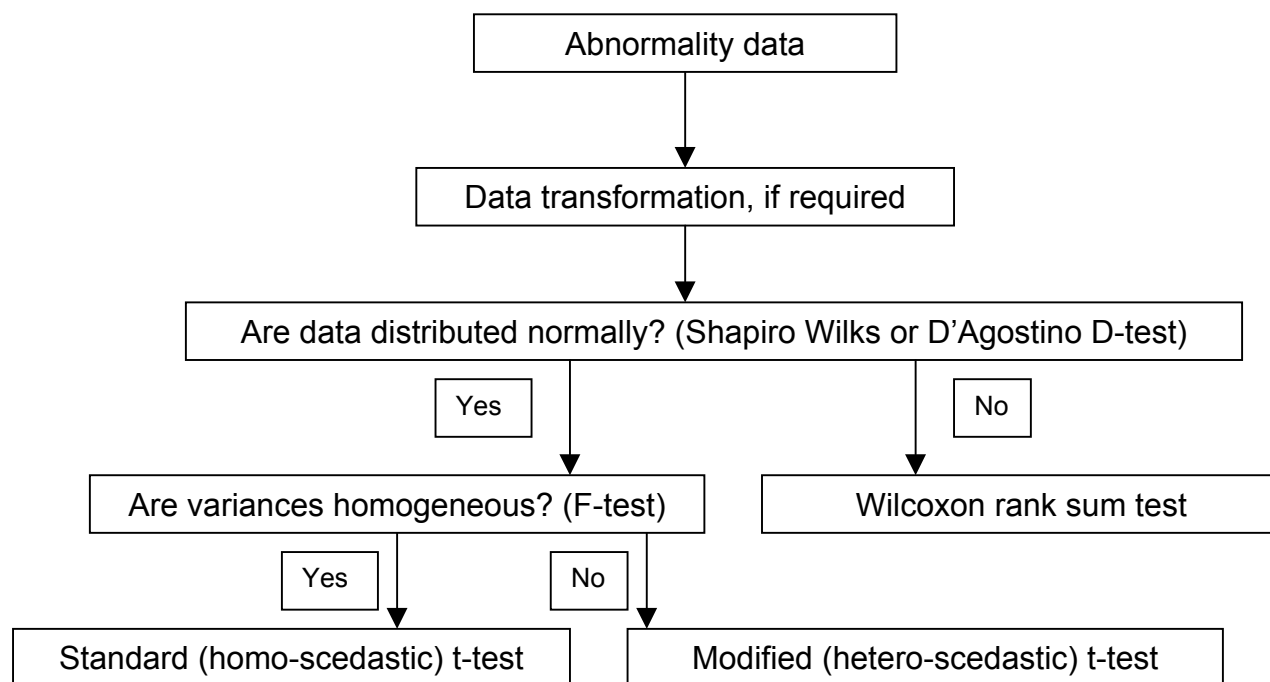 Abnormality data
Data transformation, if required
Are data distributed normally? (Shapiro Wilks or D’Agostino D-test)
Yes
No
Are variances homogeneous? (F-test)
Wilcoxon rank sum test
Yes
No
Standard (homo-scedastic) t-test
Modified (hetero-scedastic) t-test